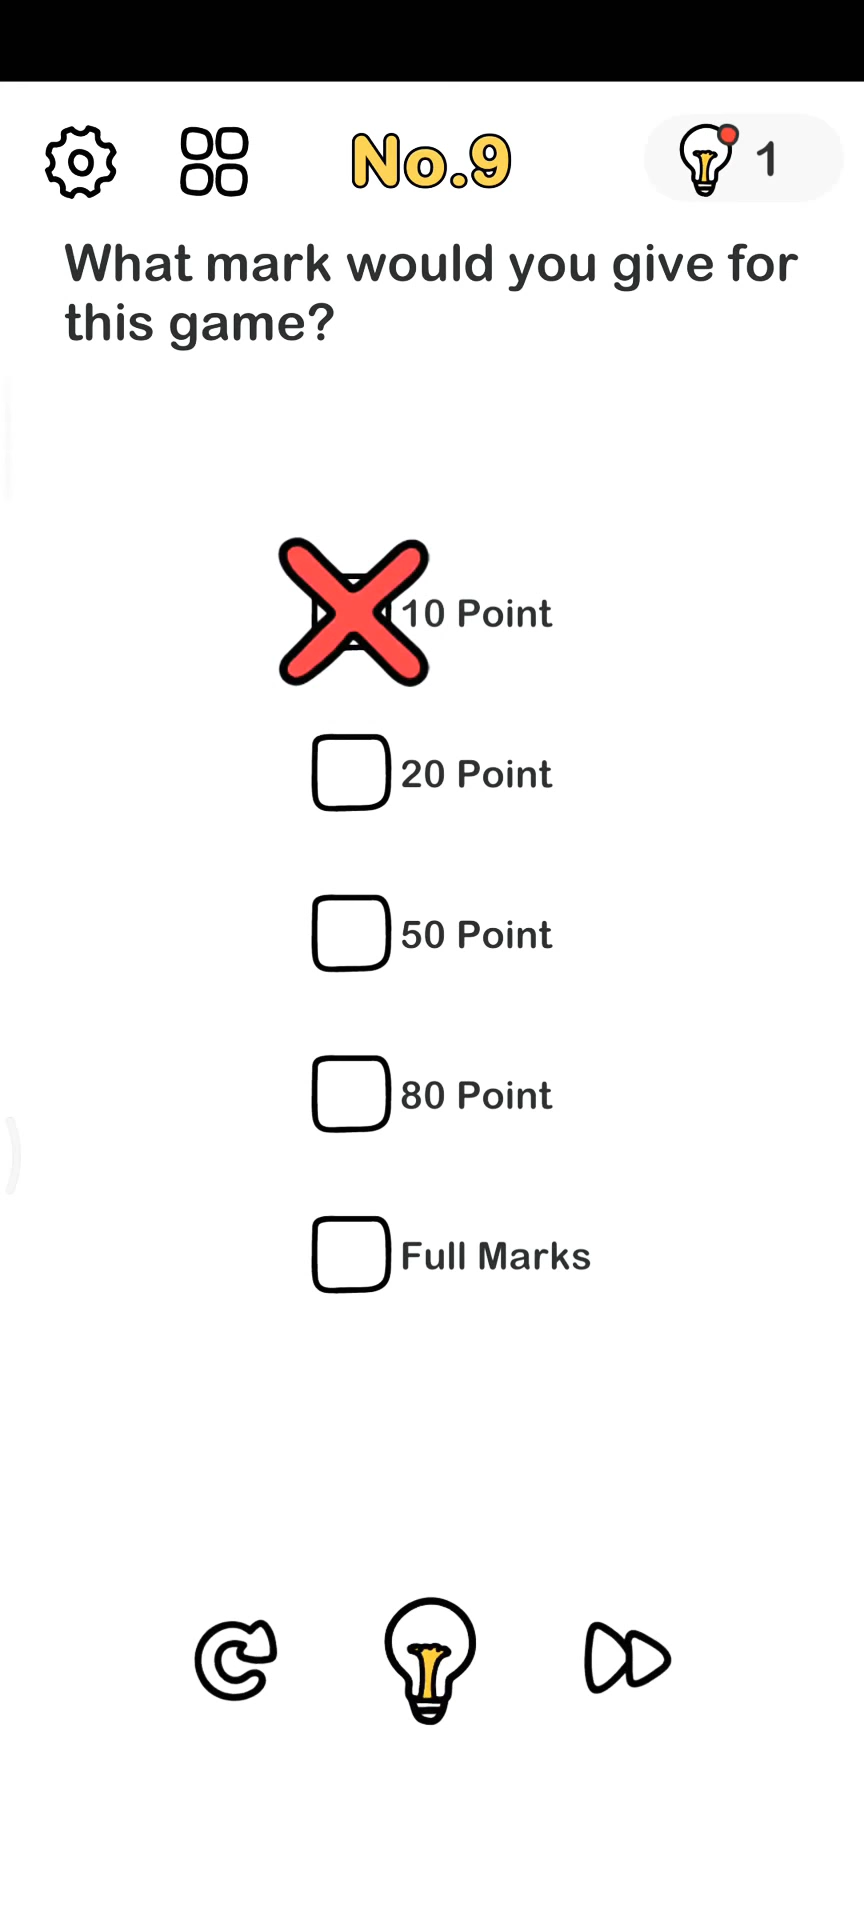 No.9
1
What mark would you give for
this game?
10 Point
20 Point
50 Point
80 Point
Full Marks